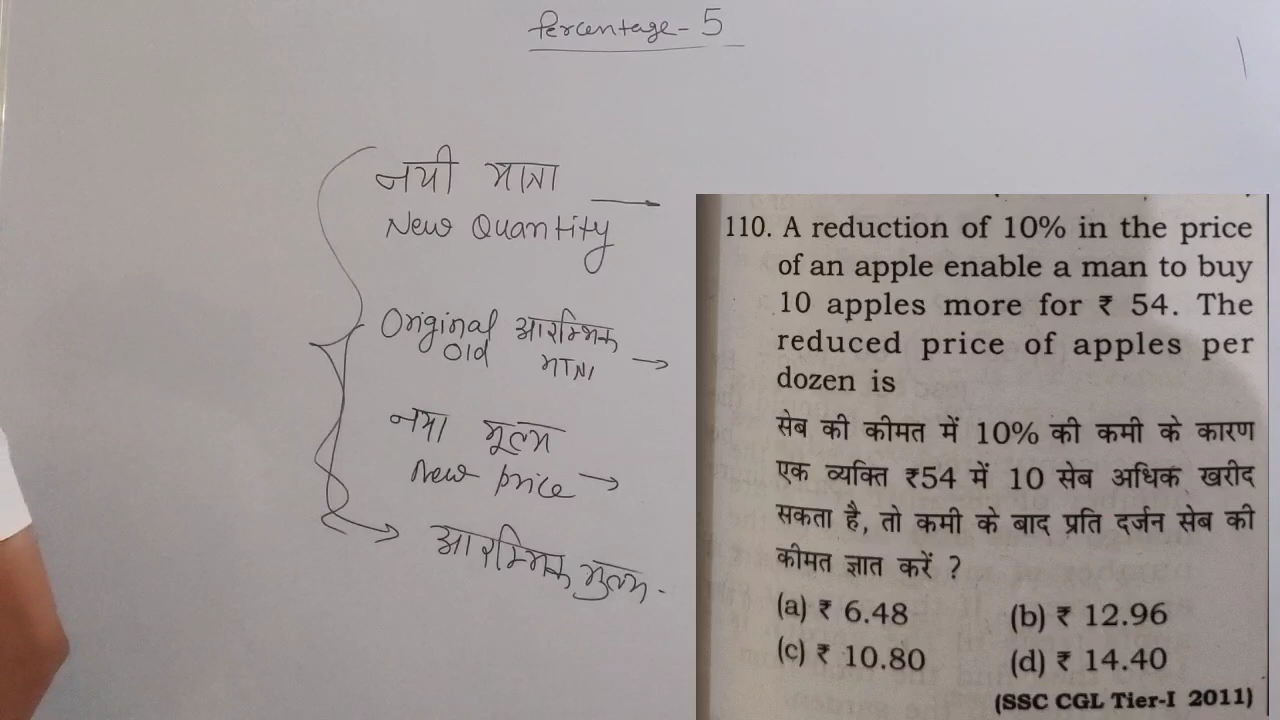 Percentage - 5
नयी मात्रा
New Quantity
Original आरम्भिक
old मात्रा
नया मूल्य
New price
आरम्भिक मूल्य.
110. A reduction of 10% in the price
of an apple enable a man to buy
10 apples more for ₹ 54. The
reduced price of apples per
dozen is
सेब की कीमत में 10% की कमी के कारण
एक व्यक्ति ₹54 में 10 सेब अधिक खरीद
सकता है, तो कमी के बाद प्रति दर्जन सेब की
कीमत ज्ञात करें ?
(a) ₹ 6.48 (b) ₹ 12.96
(c) ₹ 10.80 (d) ₹ 14.40
(SSC CGL Tier-I 2011)